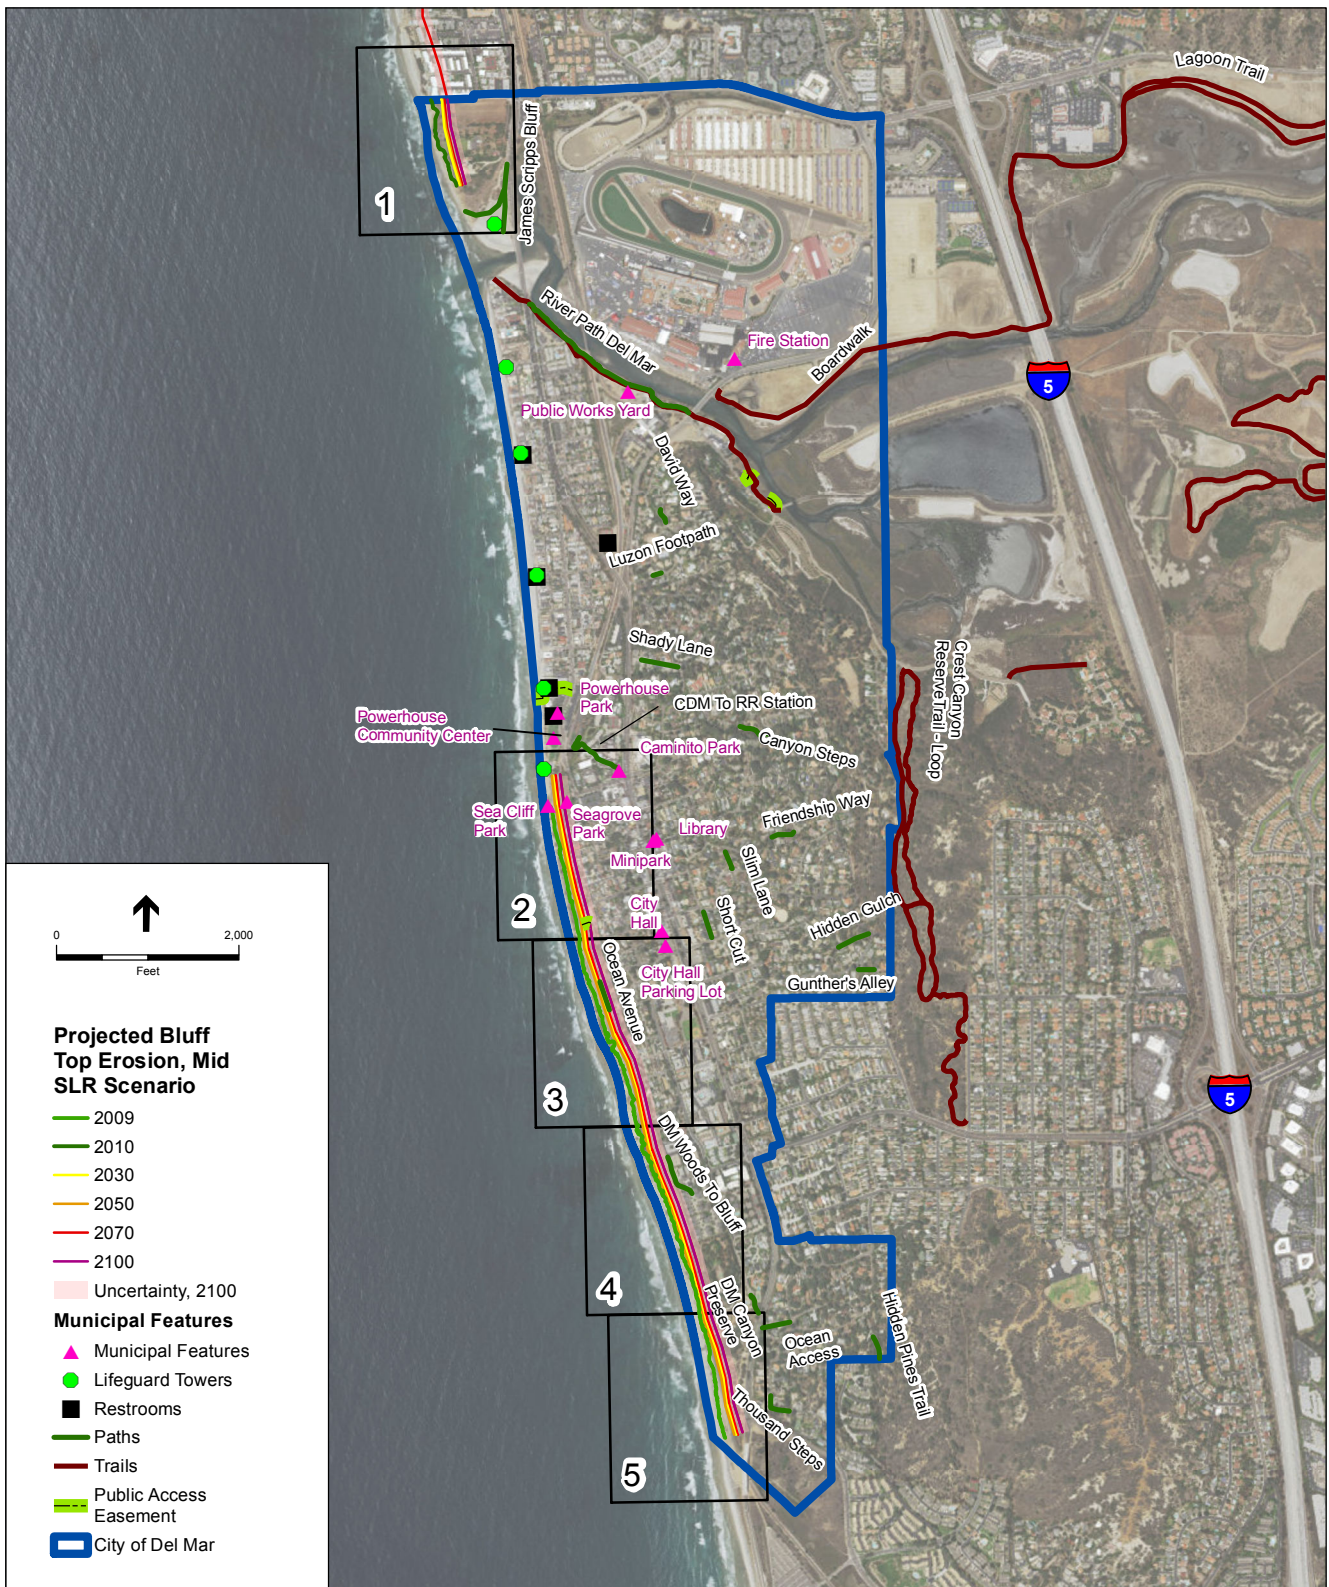 Lagoon Trail
James Scripps Bluff
1
River Path Del Mar
Fire Station
Boardwalk
5
Public Works Yard
David Way
Luzon Footpath
Shady Lane
Crest Canyon
Reserve Trail - Loop
Powerhouse
Park
CDM To RR Station
Powerhouse
Community Center
Caminito Park
Canyon Steps
Sea Cliff
Park
Seagrove
Park
Friendship Way
Library
Minipark
Slim Lane
2
City
Hall
Short Cut
Hidden Gulch
Ocean Avenue
City Hall
Parking Lot
Gunther's Alley
3
5
DM Woods To Bluff
4
DM Canyon
Preserve
Ocean
Access
Hidden Pines Trail
Thousand Steps
5
0
2,000
Feet
Projected Bluff
Top Erosion, Mid
SLR Scenario
2009
2010
2030
2050
2070
2100
Uncertainty, 2100
Municipal Features
Municipal Features
Lifeguard Towers
Restrooms
Paths
Trails
Public Access
Easement
City of Del Mar